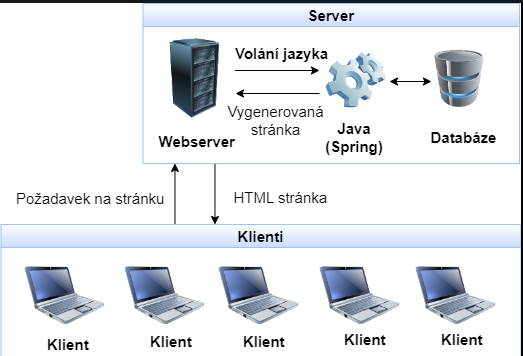 Server
Volání jazyka
Vygenerovaná
stránka
Webserver
Java
(Spring)
Databáze
Požadavek na stránku
HTML stránka
Klienti
Klient
Klient
Klient
Klient
Klient